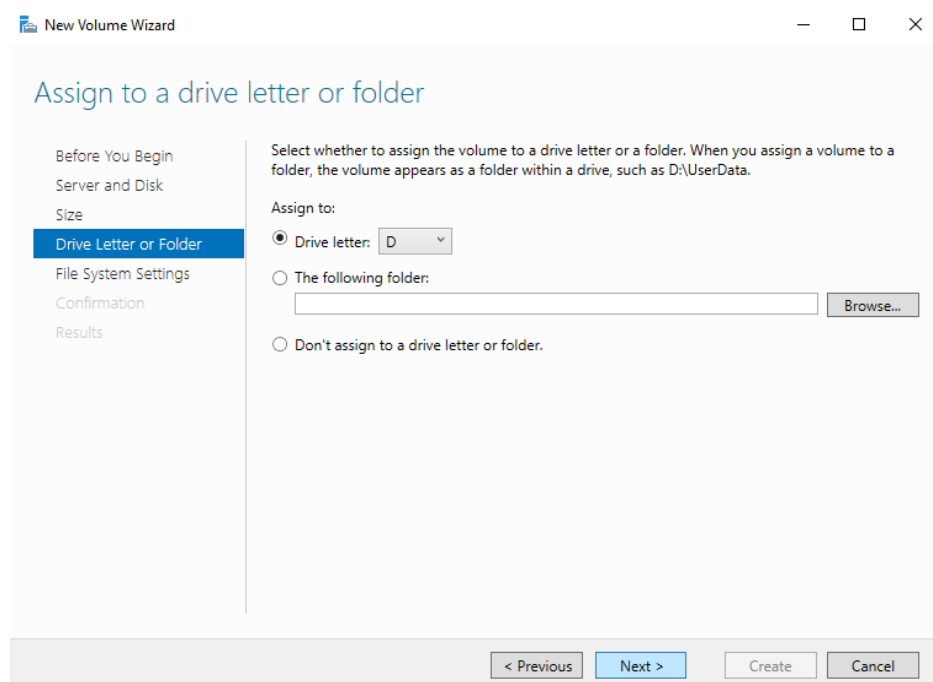 New Volume Wizard
Assign to a drive letter or folder
Before You Begin
Server and Disk
Size
Drive Letter or Folder
File System Settings
Confirmation
Results
Select whether to assign the volume to a drive letter or a folder. When you assign a volume to a
folder, the volume appears as a folder within a drive, such as D:\UserData.
Assign to:
Drive letter: D
The following folder:
Browse...
Don't assign to a drive letter or folder.
< Previous Next > Create Cancel